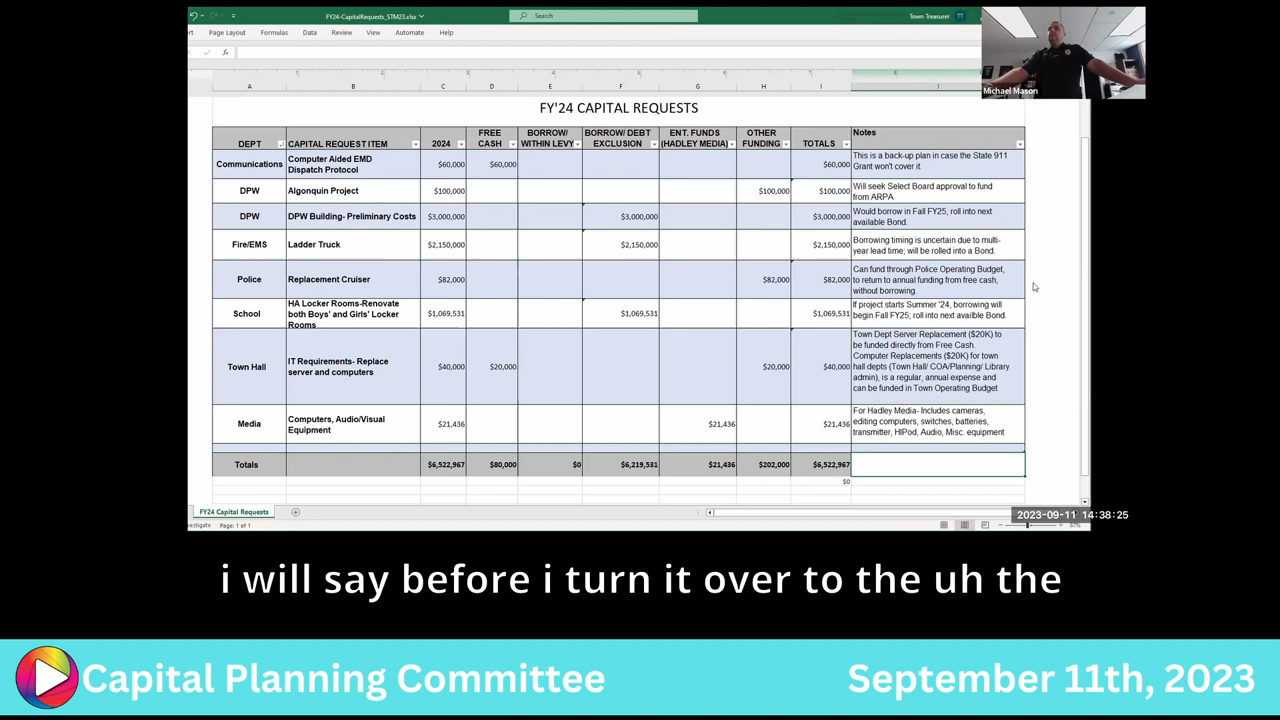 FY24-CapitalRequests_STM23.xlsx
Search
Town Treasurer
TT
Page Layout
Formulas
Data
Review
View
Automate
Help
Michael Mason
A
B
C
D
E
F
G
H
I
J
FY'24 CAPITAL REQUESTS
DEPT
CAPITAL REQUEST ITEM
2024
FREE
CASH
BORROW/
WITHIN LEVY
BORROW/ DEBT
EXCLUSION
ENT. FUNDS
(HADLEY MEDIA)
OTHER
FUNDING
TOTALS
Notes
Communications
Computer Aided EMD
Dispatch Protocol
$60,000
$60,000
$60,000
This is a back-up plan in case the State 911
Grant won't cover it.
DPW
Algonquin Project
$100,000
$100,000
$100,000
Will seek Select Board approval to fund
from ARPA
DPW
DPW Building- Preliminary Costs
$3,000,000
$3,000,000
$3,000,000
Would borrow in Fall FY25, roll into next
available Bond.
Fire/EMS
Ladder Truck
$2,150,000
$2,150,000
$2,150,000
Borrowing timing is uncertain due to multi-
year lead time; will be rolled into a Bond.
Police
Replacement Cruiser
$82,000
$82,000
$82,000
Can fund through Police Operating Budget,
to return to annual funding from free cash,
without borrowing.
School
HA Locker Rooms-Renovate
both Boys' and Girls' Locker
Rooms
$1,069,531
$1,069,531
$1,069,531
If project starts Summer '24, borrowing will
begin Fall FY25; roll into next availble Bond.
Town Hall
IT Requirements- Replace
server and computers
$40,000
$20,000
$20,000
$40,000
Town Dept Server Replacement ($20K) to
be funded directly from Free Cash.
Computer Replacements ($20K) for town
hall depts (Town Hall/ COA/Planning/ Library
admin), is a regular, annual expense and
can be funded in Town Operating Budget
Media
Computers, Audio/Visual
Equipment
$21,436
$21,436
$21,436
For Hadley Media- Includes cameras,
editing computers, switches, batteries,
transmitter, HIPod, Audio, Misc. equipment
Totals
$6,522,967
$80,000
$0
$6,219,531
$21,436
$202,000
$6,522,967
$0
FY24 Capital Requests
Page: 1 of 1
2023-09-11 14:38:25
87%
i will say before i turn it over to the uh the
Capital Planning Committee
September 11th, 2023